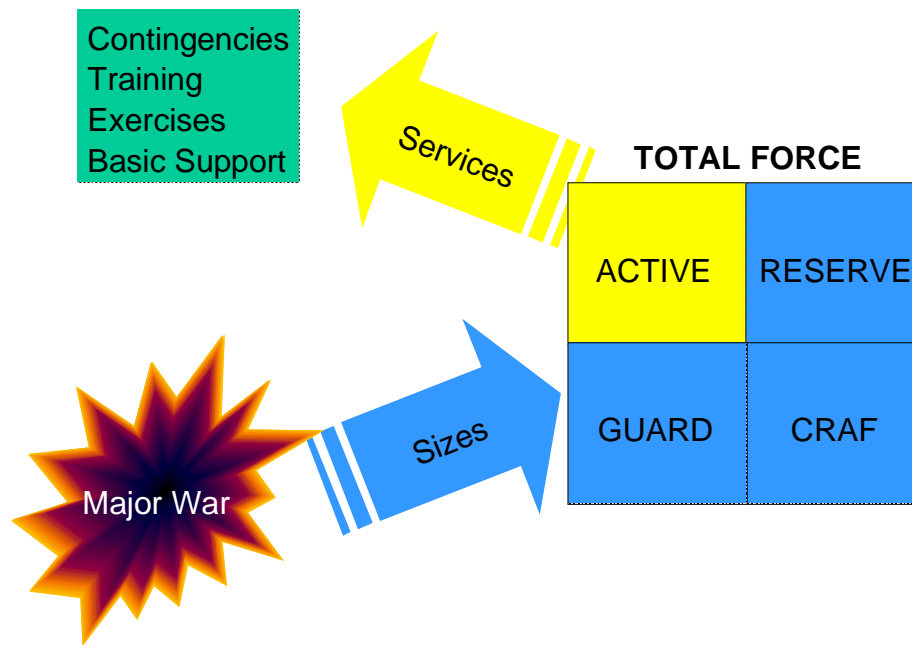 Contingencies
Training
Exercises
Basic Support
Services
TOTAL FORCE
ACTIVE
RESERVE
Sizes
GUARD
CRAF
Major War